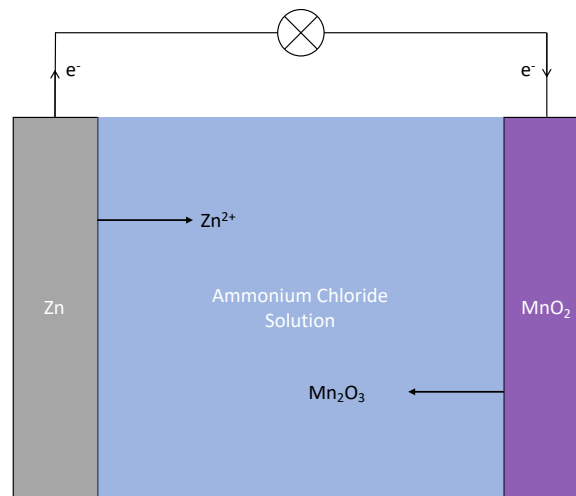 e⁻
e⁻
Zn²⁺
Zn
Ammonium Chloride
Solution
MnO₂
Mn₂O₃